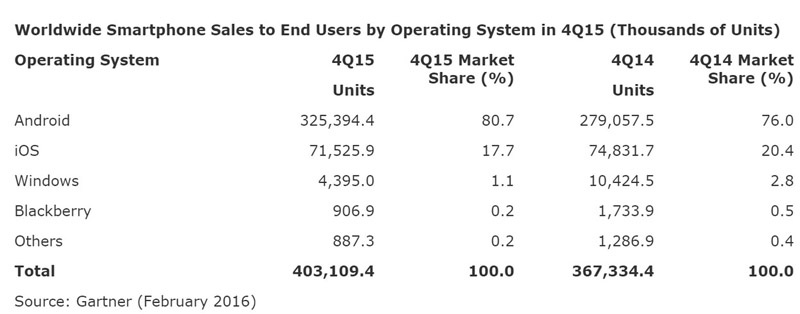 Worldwide Smartphone Sales to End Users by Operating System in 4Q15 (Thousands of Units)
Operating System 4Q15 4Q15 Market 4Q14 4Q14 Market
Share (%) Share (%)
Units Units
Android 325,394.4 80.7 279,057.5 76.0
iOS 71,525.9 17.7 74,831.7 20.4
Windows 4,395.0 1.1 10,424.5 2.8
Blackberry 906.9 0.2 1,733.9 0.5
Others 887.3 0.2 1,286.9 0.4
Total 403,109.4 100.0 367,334.4 100.0
Source: Gartner (February 2016)